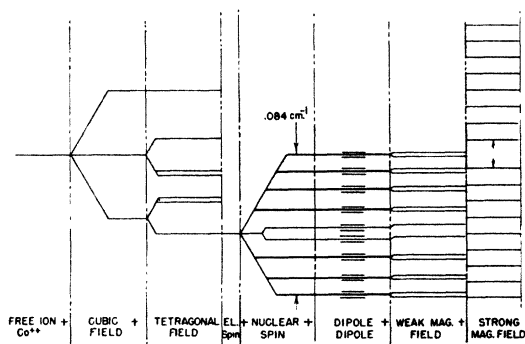 .084 cm⁻¹
FREE ION + CUBIC + TETRAGONAL EL.+ NUCLEAR + DIPOLE + WEAK MAG. + STRONG
Co++ FIELD FIELD Spin SPIN DIPOLE FIELD MAG. FIELD